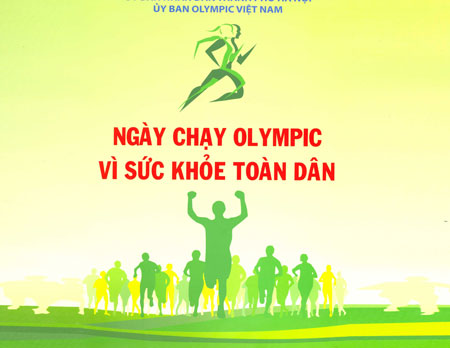 ỦY BAN OLYMPIC VIỆT NAM
NGÀY CHẠY OLYMPIC
VÌ SỨC KHỎE TOÀN DÂN